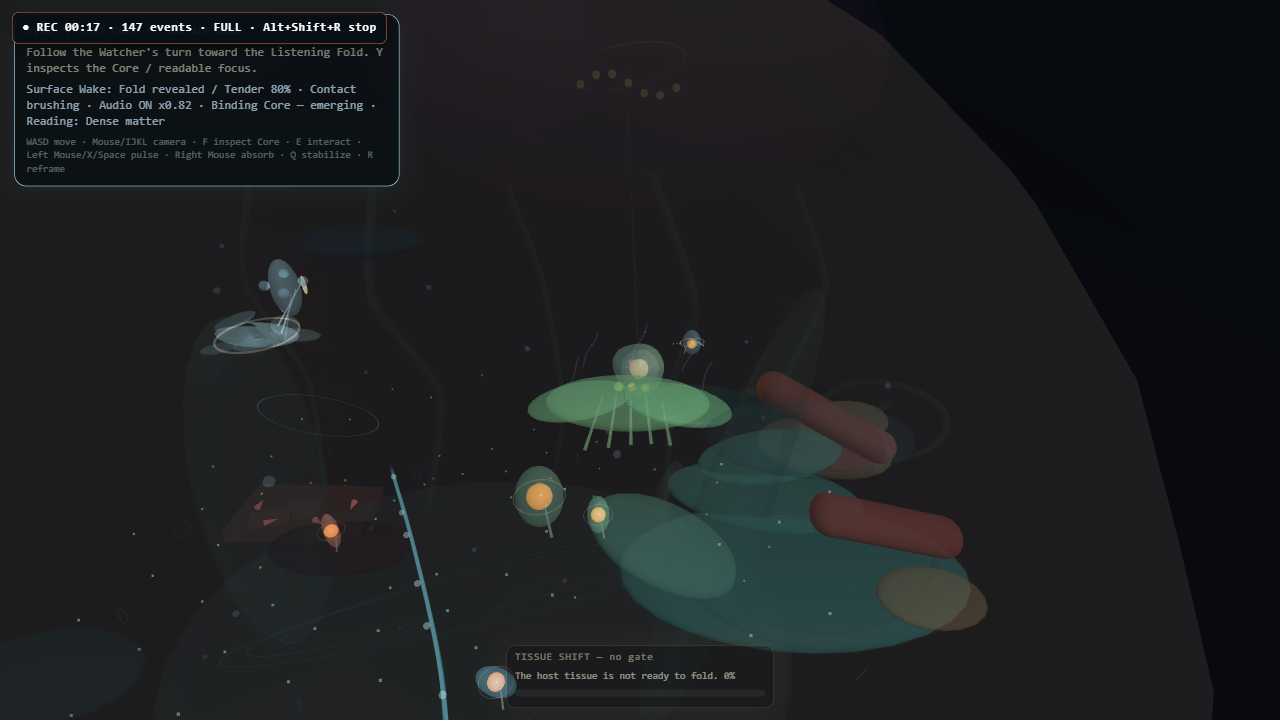 ● REC 00:17 · 147 events · FULL · Alt+Shift+R stop
Follow the Watcher's turn toward the Listening Fold. Y
inspects the Core / readable focus.
Surface Wake: Fold revealed / Tender 80% · Contact
brushing · Audio ON x0.82 · Binding Core — emerging ·
Reading: Dense matter
WASD move · Mouse/IJKL camera · F inspect Core · E interact ·
Left Mouse/X/Space pulse · Right Mouse absorb · Q stabilize · R
reframe
TISSUE SHIFT — no gate
The host tissue is not ready to fold. 0%